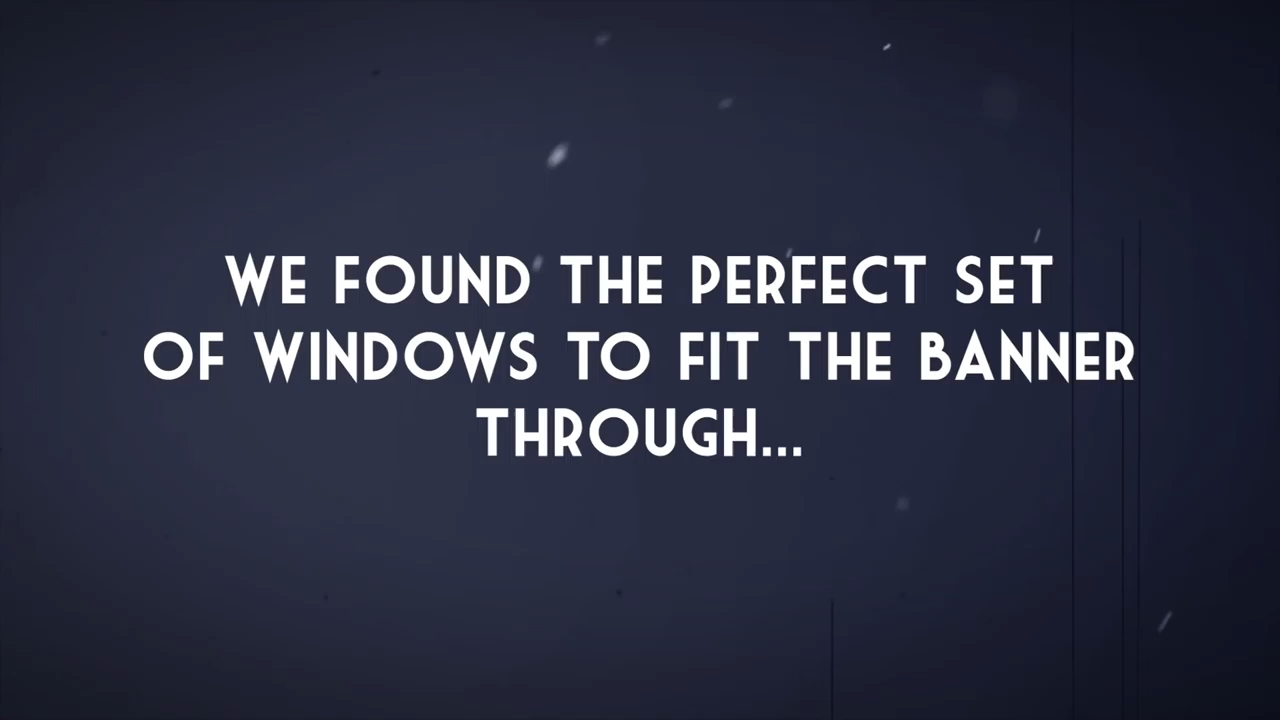 WE FOUND THE PERFECT SET
OF WINDOWS TO FIT THE BANNER
THROUGH...